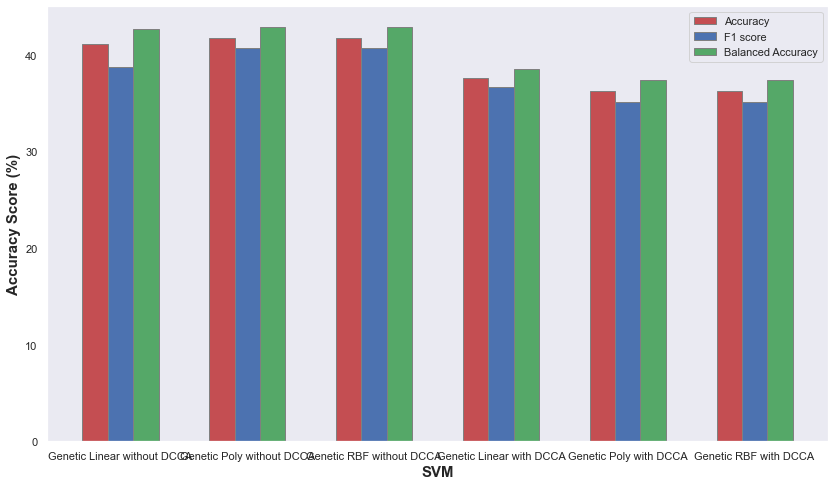 Accuracy
F1 score
Balanced Accuracy
Accuracy Score (%)
40
30
20
10
0
Genetic Linear without DCCA Genetic Poly without DCCA Genetic RBF without DCCA Genetic Linear with DCCA Genetic Poly with DCCA Genetic RBF with DCCA
SVM